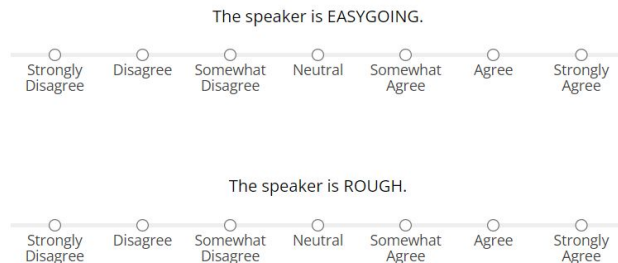 The speaker is EASYGOING.
Strongly Disagree Somewhat Neutral Somewhat Agree Strongly
Disagree Disagree Agree Agree
The speaker is ROUGH.
Strongly Disagree Somewhat Neutral Somewhat Agree Strongly
Disagree Disagree Agree Agree